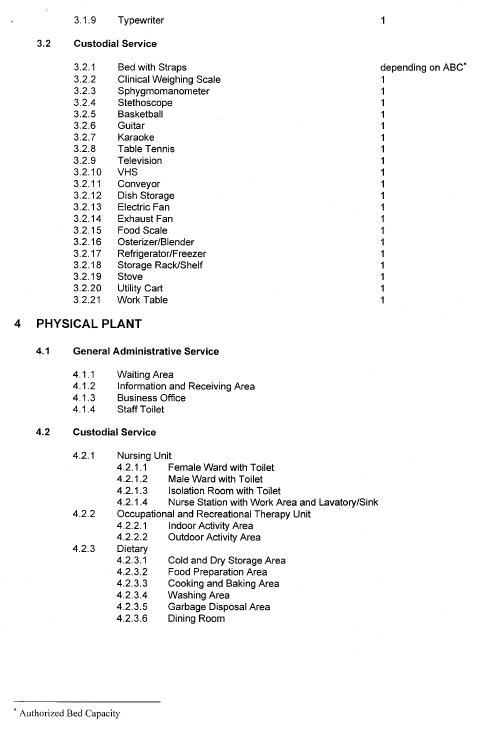 3.1.9 Typewriter 1
3.2 Custodial Service
3.2.1 Bed with Straps depending on ABC*
3.2.2 Clinical Weighing Scale 1
3.2.3 Sphygmomanometer 1
3.2.4 Stethoscope 1
3.2.5 Basketball 1
3.2.6 Guitar 1
3.2.7 Karaoke 1
3.2.8 Table Tennis 1
3.2.9 Television 1
3.2.10 VHS 1
3.2.11 Conveyor 1
3.2.12 Dish Storage 1
3.2.13 Electric Fan 1
3.2.14 Exhaust Fan 1
3.2.15 Food Scale 1
3.2.16 Osterizer/Blender 1
3.2.17 Refrigerator/Freezer 1
3.2.18 Storage Rack/Shelf 1
3.2.19 Stove 1
3.2.20 Utility Cart 1
3.2.21 Work Table 1
4 PHYSICAL PLANT
4.1 General Administrative Service
4.1.1 Waiting Area
4.1.2 Information and Receiving Area
4.1.3 Business Office
4.1.4 Staff Toilet
4.2 Custodial Service
4.2.1 Nursing Unit
4.2.1.1 Female Ward with Toilet
4.2.1.2 Male Ward with Toilet
4.2.1.3 Isolation Room with Toilet
4.2.1.4 Nurse Station with Work Area and Lavatory/Sink
4.2.2 Occupational and Recreational Therapy Unit
4.2.2.1 Indoor Activity Area
4.2.2.2 Outdoor Activity Area
4.2.3 Dietary
4.2.3.1 Cold and Dry Storage Area
4.2.3.2 Food Preparation Area
4.2.3.3 Cooking and Baking Area
4.2.3.4 Washing Area
4.2.3.5 Garbage Disposal Area
4.2.3.6 Dining Room
* Authorized Bed Capacity